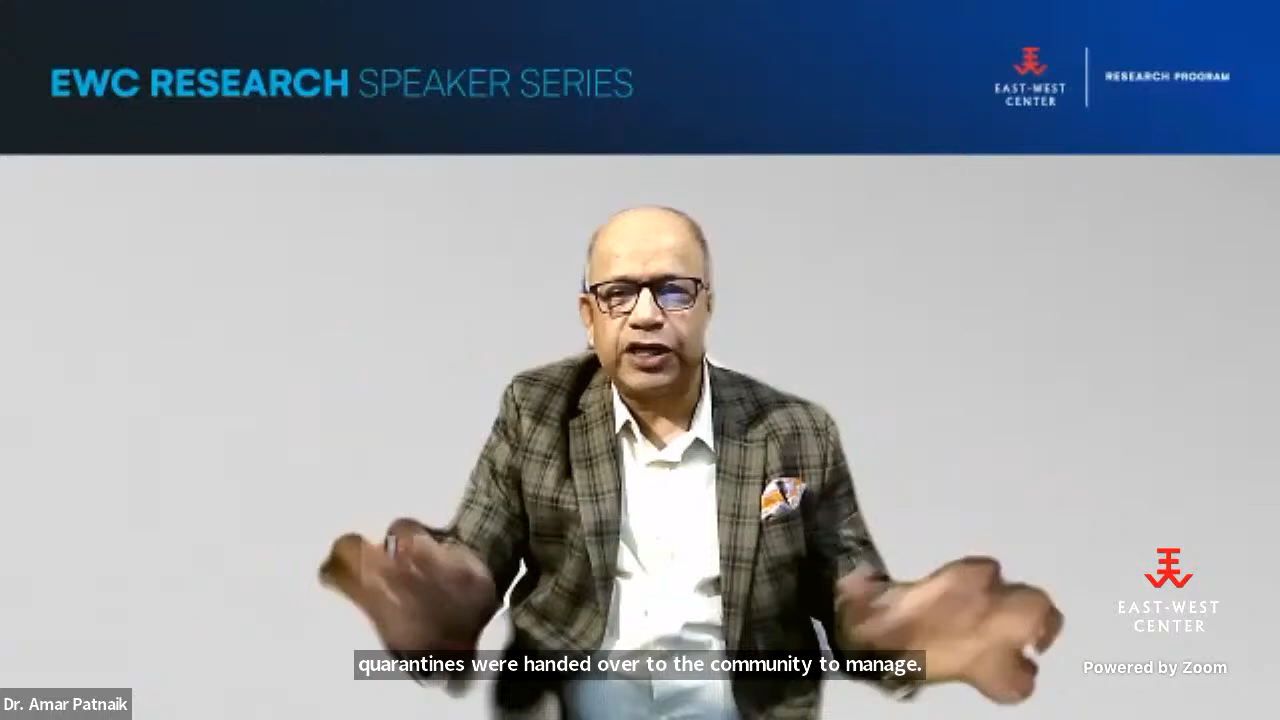 EWC RESEARCH SPEAKER SERIES
EAST-WEST
CENTER
RESEARCH PROGRAM
EAST-WEST
CENTER
Powered by Zoom
quarantines were handed over to the community to manage.
Dr. Amar Patnaik